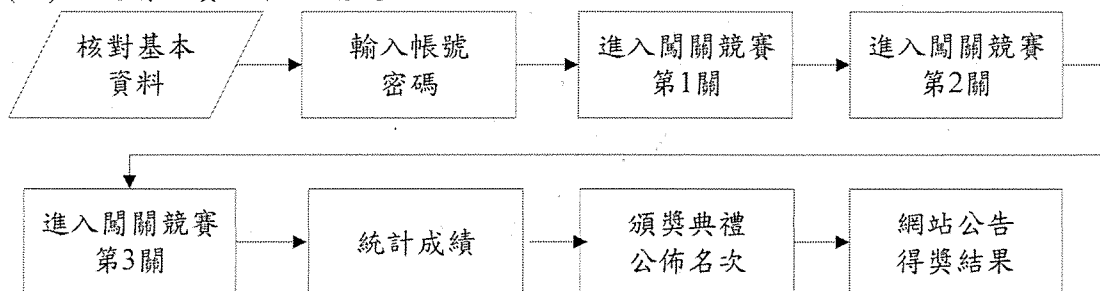 核對基本
資料
輸入帳號
密碼
進入闖關競賽
第1關
進入闖關競賽
第2關
進入闖關競賽
第3關
統計成績
頒獎典禮
公佈名次
網站公告
得獎結果